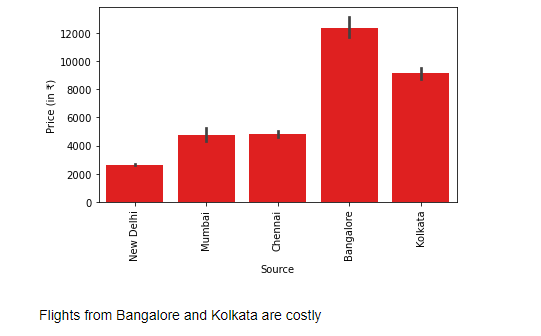 12000
10000
8000
6000
4000
2000
0
Price (in ₹)
New Delhi
Mumbai
Chennai
Bangalore
Kolkata
Source
Flights from Bangalore and Kolkata are costly